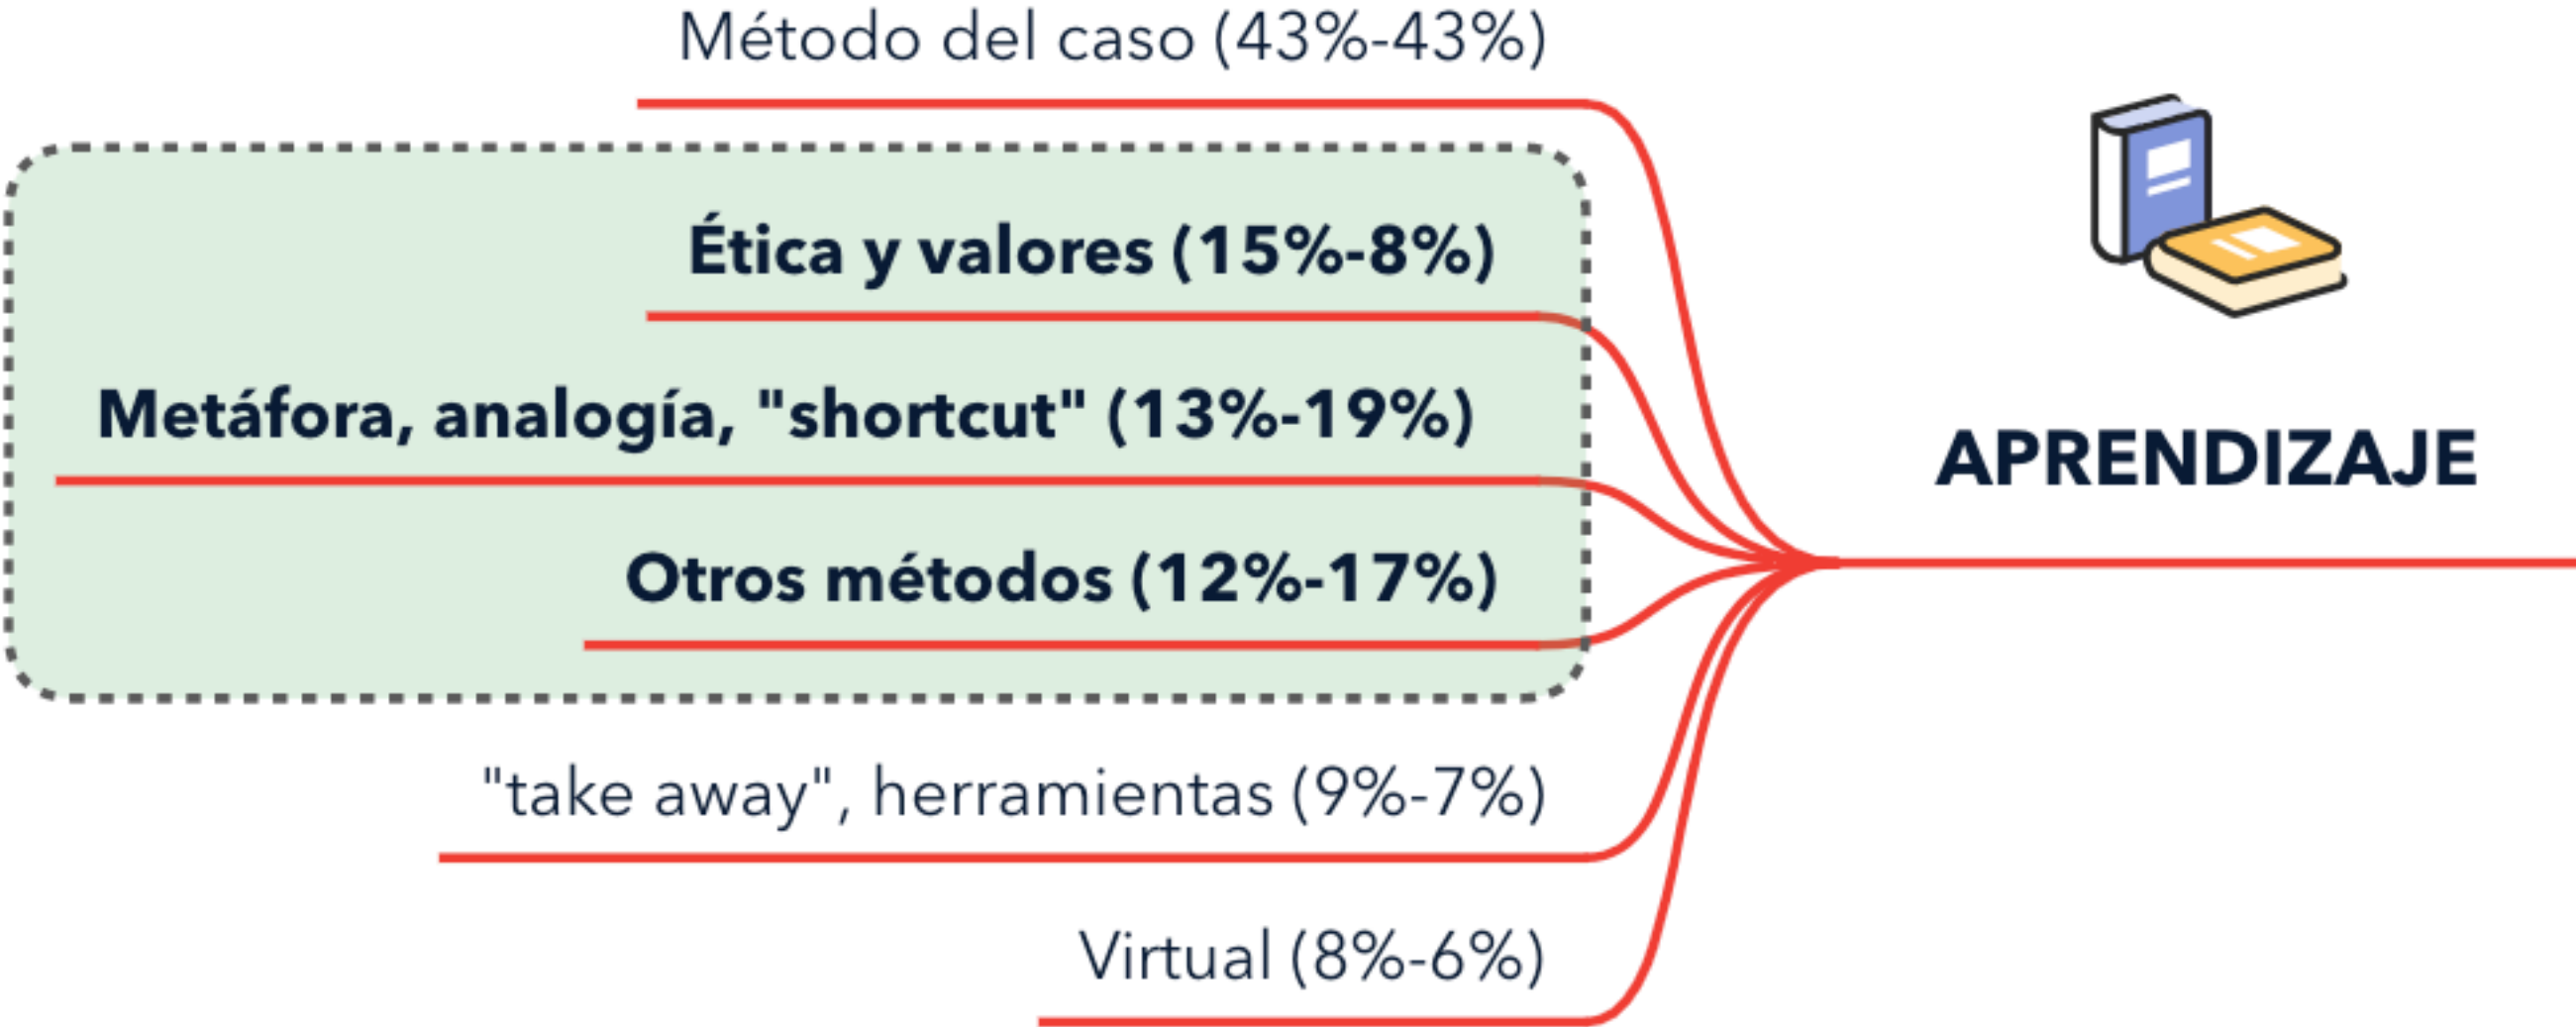 Método del caso (43%-43%)
Ética y valores (15%-8%)
Metáfora, analogía, "shortcut" (13%-19%)
Otros métodos (12%-17%)
"take away", herramientas (9%-7%)
Virtual (8%-6%)
APRENDIZAJE